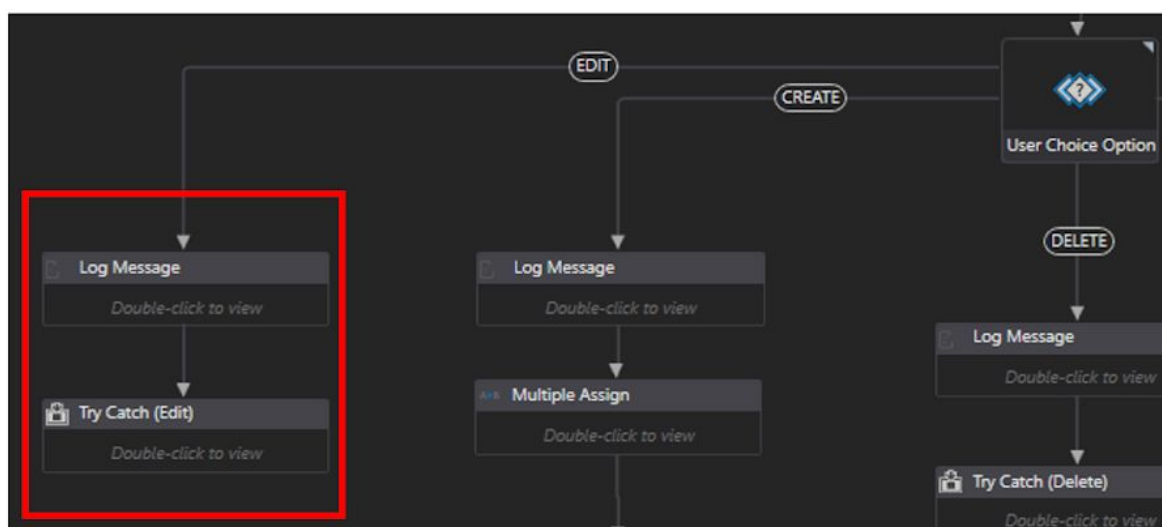 EDIT
CREATE
User Choice Option
DELETE
Log Message
Double-click to view
Log Message
Double-click to view
Log Message
Double-click to view
Try Catch (Edit)
Double-click to view
Multiple Assign
Double-click to view
Try Catch (Delete)
Double-click to view